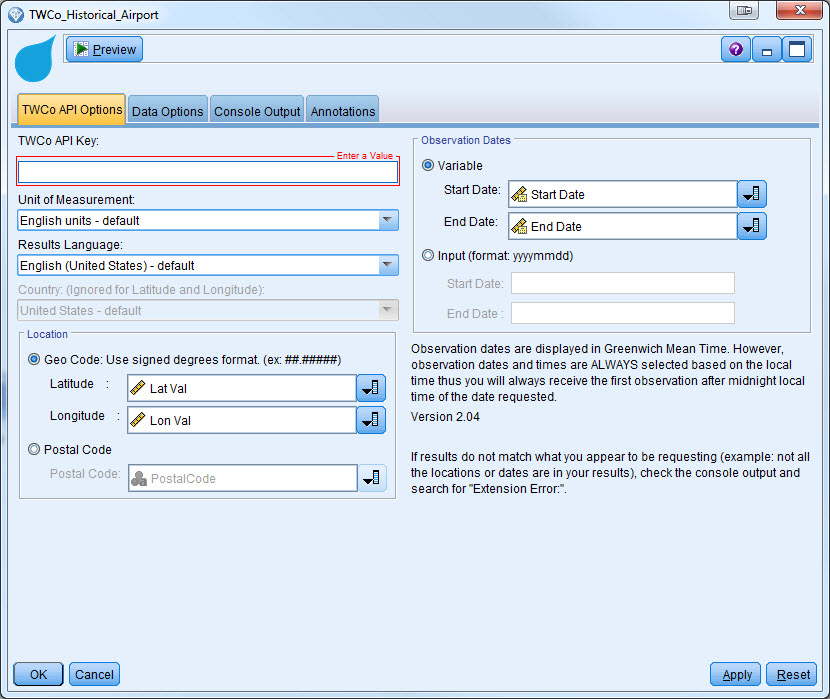 TWCo_Historical_Airport
Preview
?
TWCo API Options
Data Options
Console Output
Annotations
TWCo API Key:
Enter a Value
Unit of Measurement:
English units - default
Results Language:
English (United States) - default
Country: (Ignored for Latitude and Longitude):
United States - default
Location
Geo Code: Use signed degrees format. (ex: ##.#####)
Latitude :
Lat Val
Longitude :
Lon Val
Postal Code
Postal Code:
PostalCode
Observation Dates
Variable
Start Date:
Start Date
End Date:
End Date
Input (format: yyyymmdd)
Start Date:
End Date :
Observation dates are displayed in Greenwich Mean Time. However,
observation dates and times are ALWAYS selected based on the local
time thus you will always receive the first observation after midnight local
time of the date requested.
Version 2.04
If results do not match what you appear to be requesting (example: not all
the locations or dates are in your results), check the console output and
search for "Extension Error:".
OK
Cancel
Apply
Reset